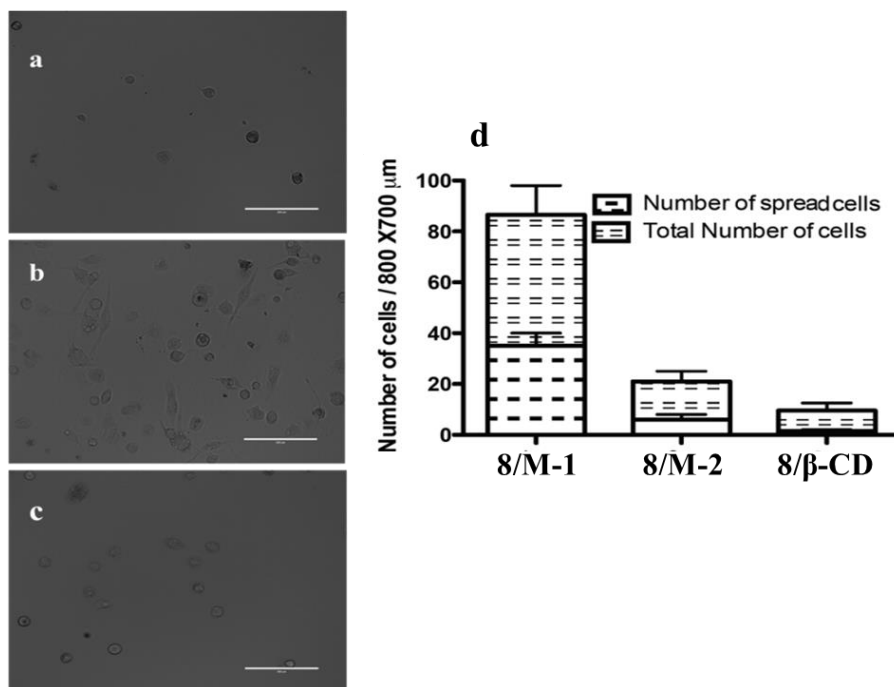 a
b
c
d
Number of cells / 800 X700 µm
100
80
60
40
20
0
Number of spread cells
Total Number of cells
8/M-1
8/M-2
8/β-CD